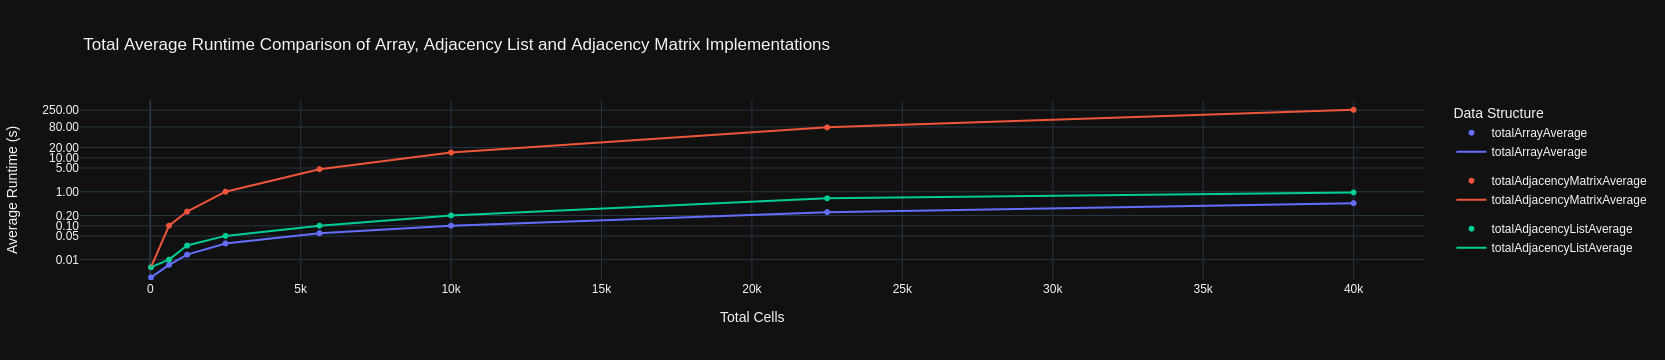 Total Average Runtime Comparison of Array, Adjacency List and Adjacency Matrix Implementations
Average Runtime (s)
250.00
80.00
20.00
10.00
5.00
1.00
0.20
0.10
0.05
0.01
0 5k 10k 15k 20k 25k 30k 35k 40k
Total Cells
Data Structure
totalArrayAverage
totalArrayAverage
totalAdjacencyMatrixAverage
totalAdjacencyMatrixAverage
totalAdjacencyListAverage
totalAdjacencyListAverage